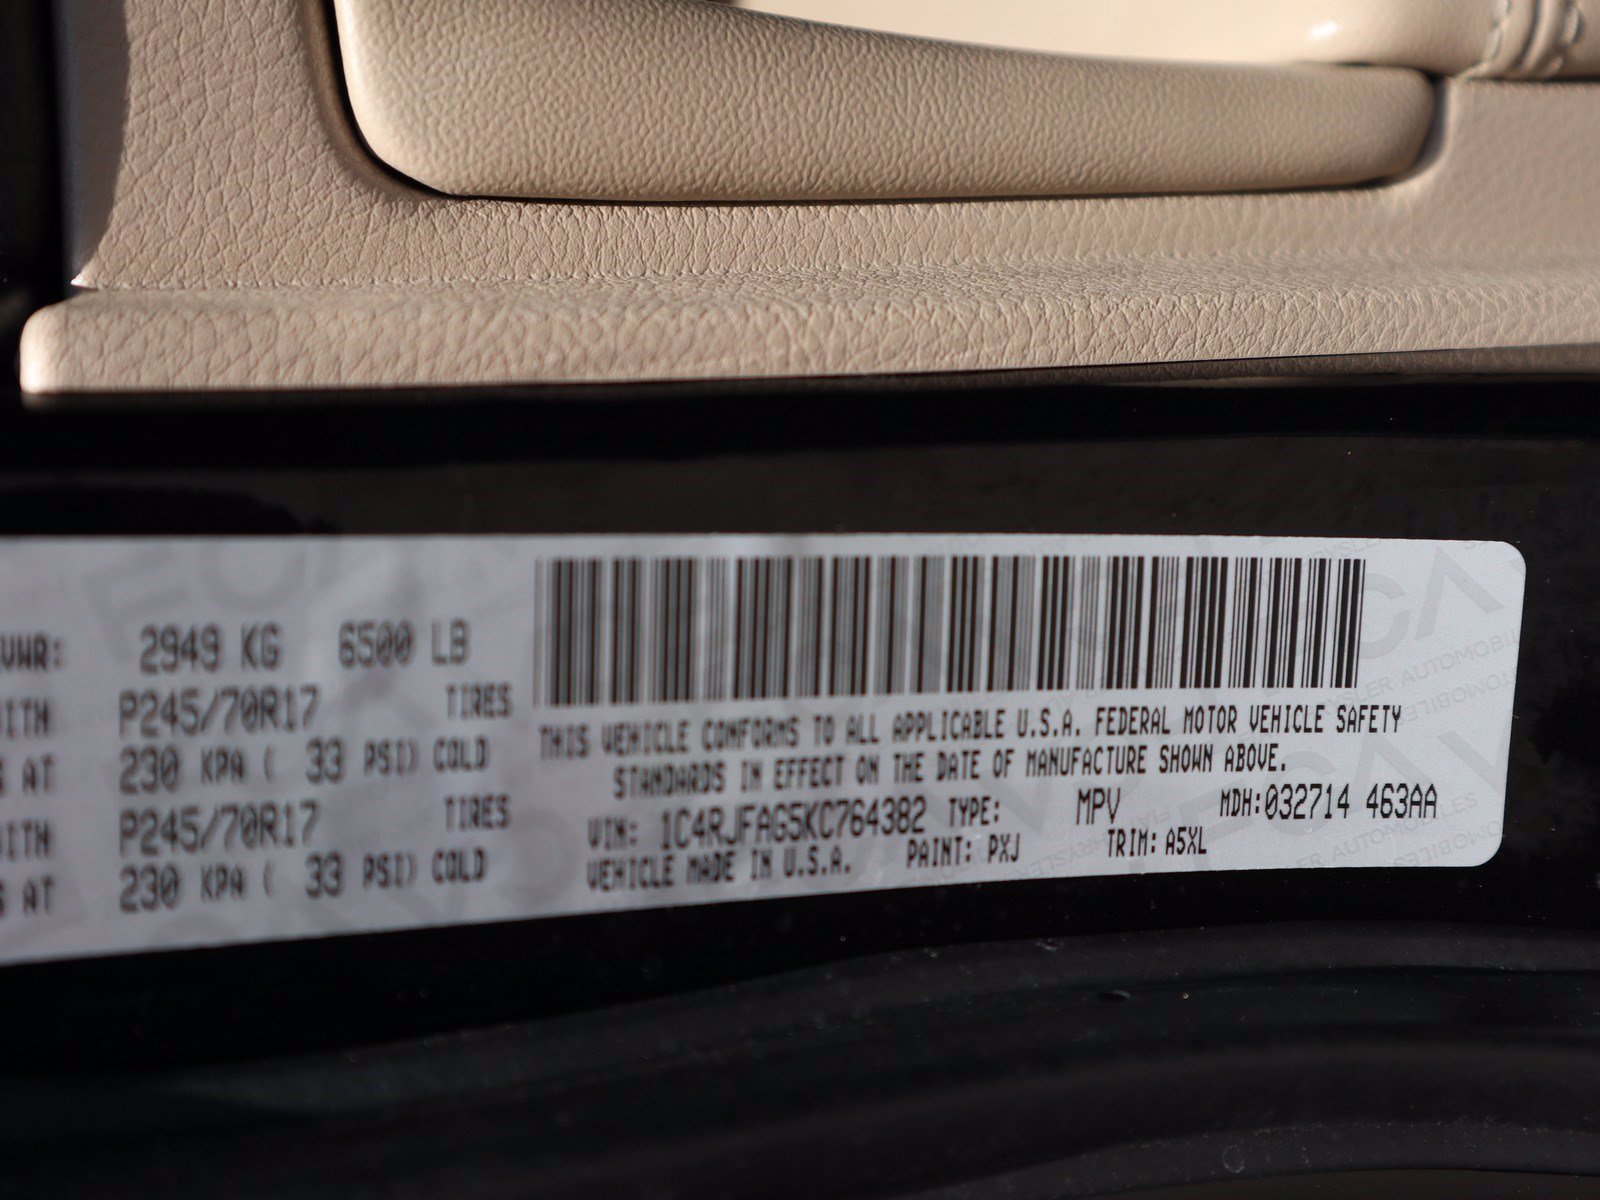 VWR: 2949 KG 6500 LB
WITH P245/70R17 TIRES
S AT 230 KPA ( 33 PSI) COLD
WITH P245/70R17 TIRES
S AT 230 KPA ( 33 PSI) COLD
THIS VEHICLE CONFORMS TO ALL APPLICABLE U.S.A. FEDERAL MOTOR VEHICLE SAFETY
STANDARDS IN EFFECT ON THE DATE OF MANUFACTURE SHOWN ABOVE.
VIN: 1C4RJFAG5KC764382 TYPE: MPV MDH:032714 463AA
VEHICLE MADE IN U.S.A. PAINT: PXJ TRIM: A5XL